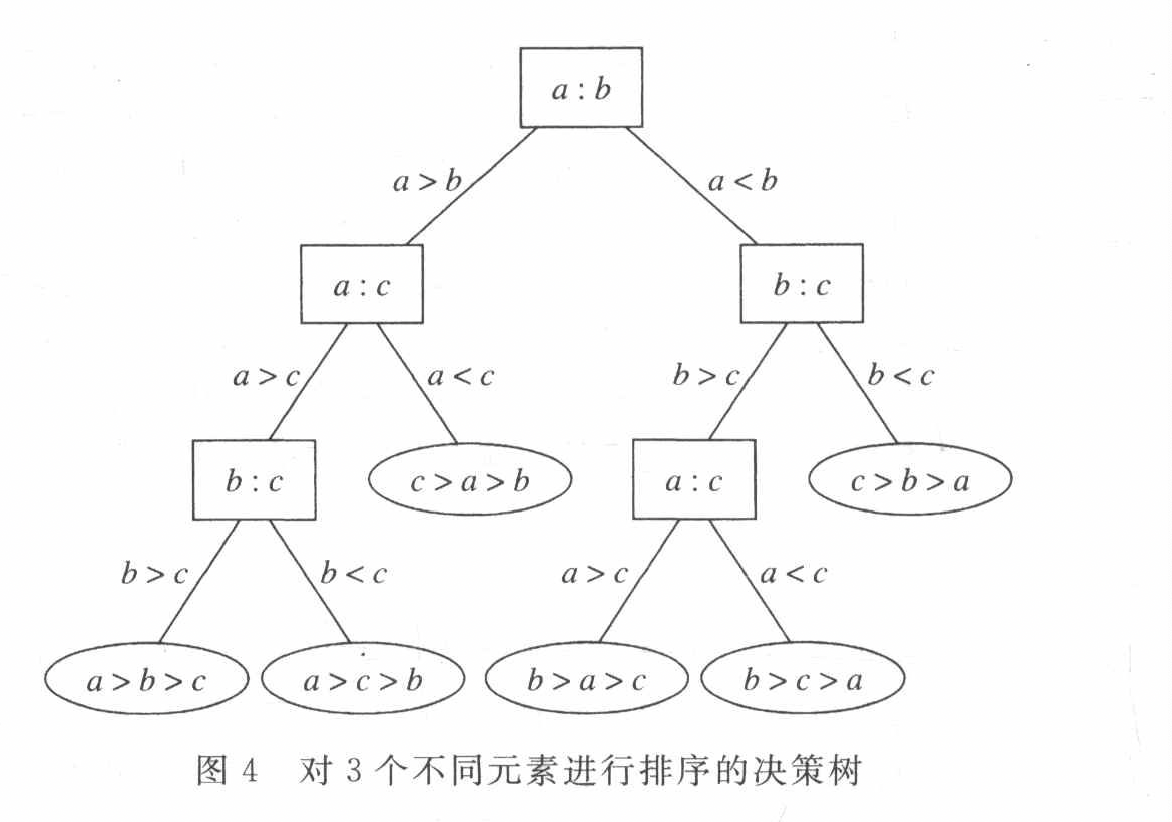 a : b
a > b
a < b
a : c
b : c
a > c
a < c
b > c
b < c
b : c
c > a > b
a : c
c > b > a
b > c
b < c
a > c
a < c
a > b > c
a > c > b
b > a > c
b > c > a
图 4 对 3 个不同元素进行排序的决策树